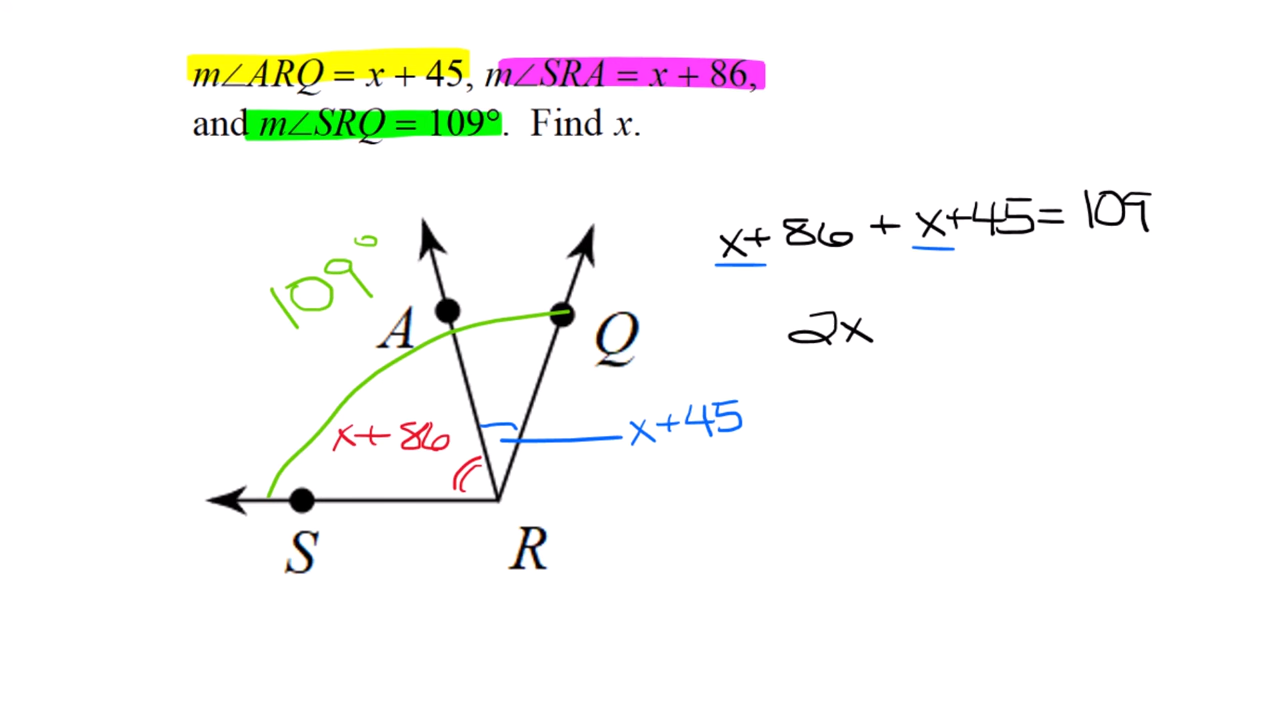 m∠ARQ = x + 45, m∠SRA = x + 86,
and m∠SRQ = 109°. Find x.
x+ 86 + x+45= 109
109°
A
Q
2x
x+ 86
x+45
S
R